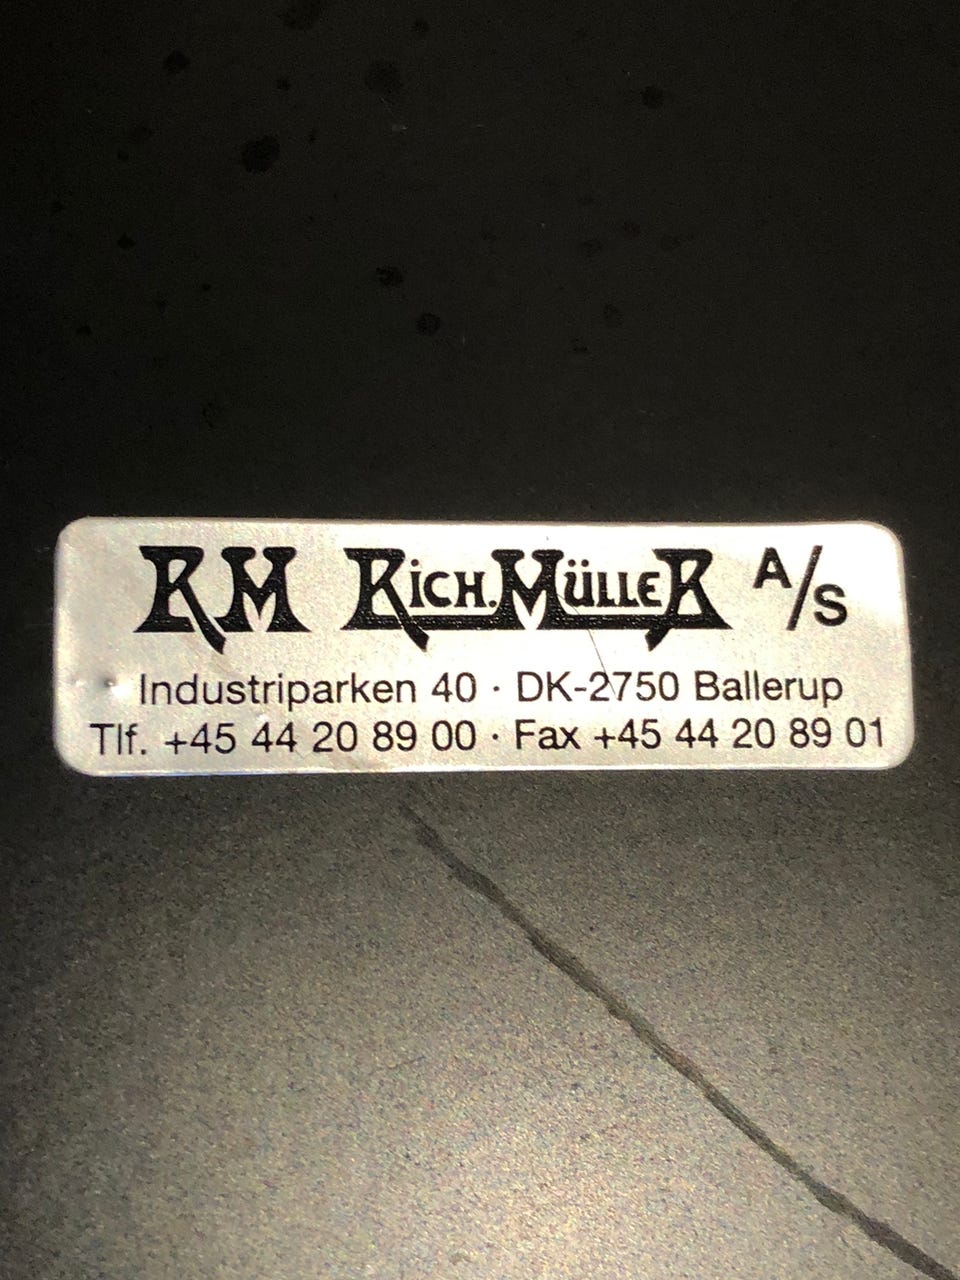 RM RICH. MÜLLER A/S
Industriparken 40 · DK-2750 Ballerup
Tlf. +45 44 20 89 00 · Fax +45 44 20 89 01